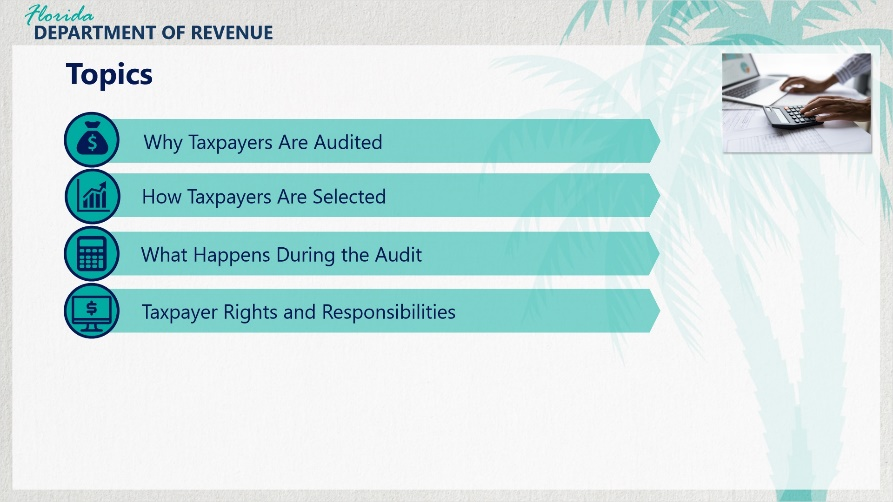 Florida
DEPARTMENT OF REVENUE
Topics
$
Why Taxpayers Are Audited
How Taxpayers Are Selected
What Happens During the Audit
$
Taxpayer Rights and Responsibilities